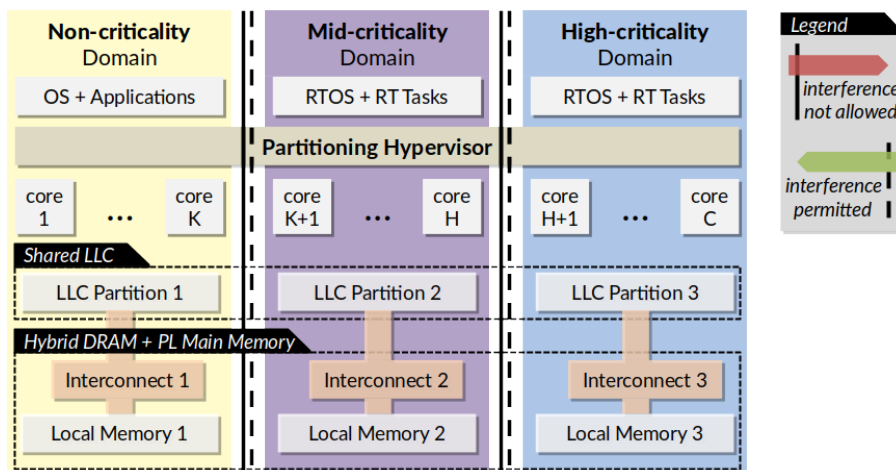 Non-criticality
Domain
Mid-criticality
Domain
High-criticality
Domain
Legend
interference
not allowed
interference
permitted
OS + Applications
RTOS + RT Tasks
RTOS + RT Tasks
Partitioning Hypervisor
core
1
...
core
K
core
K+1
...
core
H
core
H+1
...
core
C
Shared LLC
LLC Partition 1
LLC Partition 2
LLC Partition 3
Hybrid DRAM + PL Main Memory
Interconnect 1
Interconnect 2
Interconnect 3
Local Memory 1
Local Memory 2
Local Memory 3